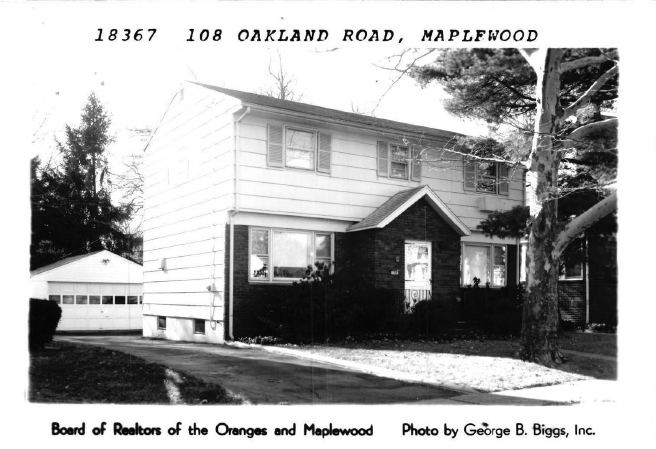 18367 108 OAKLAND ROAD, MAPLEWOOD
Board of Realtors of the Oranges and Maplewood Photo by George B. Biggs, Inc.